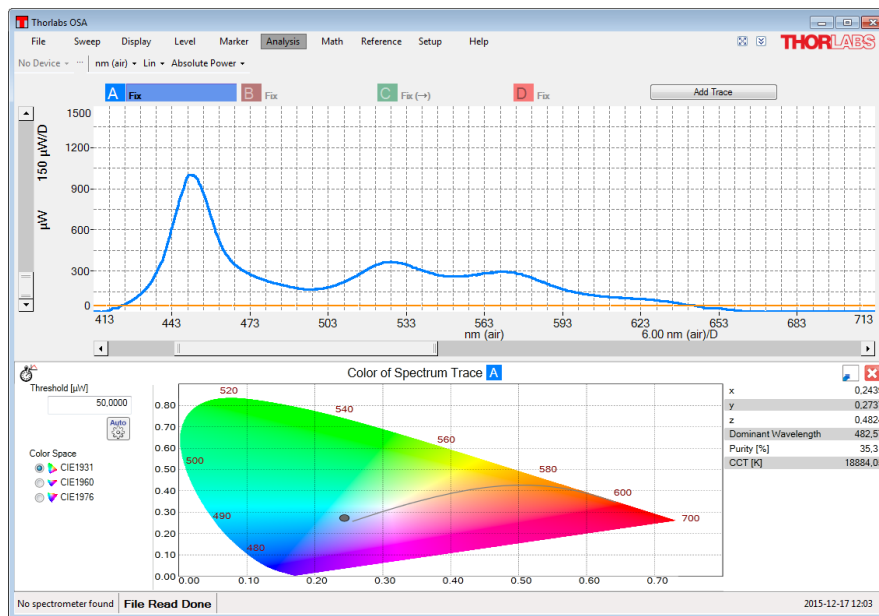 Thorlabs OSA
File Sweep Display Level Marker Analysis Math Reference Setup Help
THORLABS
No Device ... nm (air) Lin Absolute Power
A Fix B Fix C Fix (→) D Fix Add Trace
150 µW/D
µW
1500
1200
900
600
300
0
413 443 473 503 533 563 593 623 653 683 713
nm (air) 6.00 nm (air)/D
Color of Spectrum Trace A
Threshold [µW]
50,0000
Auto
Color Space
CIE1931
CIE1960
CIE1976
0.80
0.70
0.60
0.50
0.40
0.30
0.20
0.10
0.00
520
540
560
500
580
600
490
700
480
0.00 0.10 0.20 0.30 0.40 0.50 0.60 0.70
x 0,243
y 0,273
z 0,482
Dominant Wavelength 482,5
Purity [%] 35,3
CCT [K] 18884,0
No spectrometer found File Read Done 2015-12-17 12:03